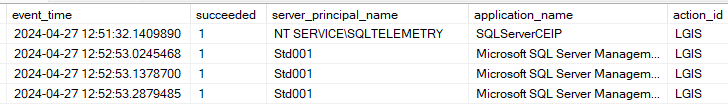 event_time succeeded server_principal_name application_name action_id
2024-04-27 12:51:32.1409890 1 NT SERVICE\SQLTELEMETRY SQLServerCEIP LGIS
2024-04-27 12:52:53.0245468 1 Std001 Microsoft SQL Server Managem... LGIS
2024-04-27 12:52:53.1378700 1 Std001 Microsoft SQL Server Managem... LGIS
2024-04-27 12:52:53.2879485 1 Std001 Microsoft SQL Server Managem... LGIS